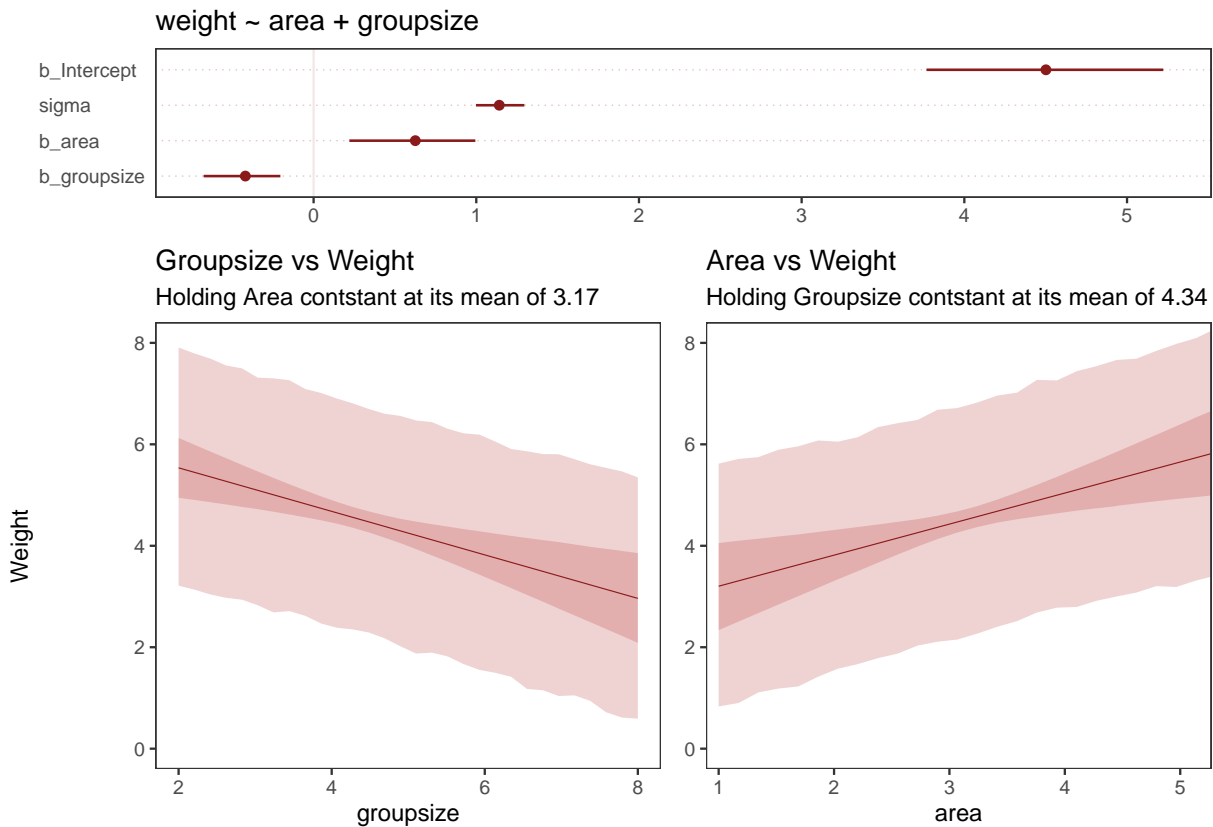 weight ~ area + groupsize
b_Intercept
sigma
b_area
b_groupsize
0 1 2 3 4 5
Groupsize vs Weight
Holding Area contstant at its mean of 3.17
8
6
4
2
0
2 4 6 8
groupsize
Weight
Area vs Weight
Holding Groupsize contstant at its mean of 4.34
8
6
4
2
0
1 2 3 4 5
area